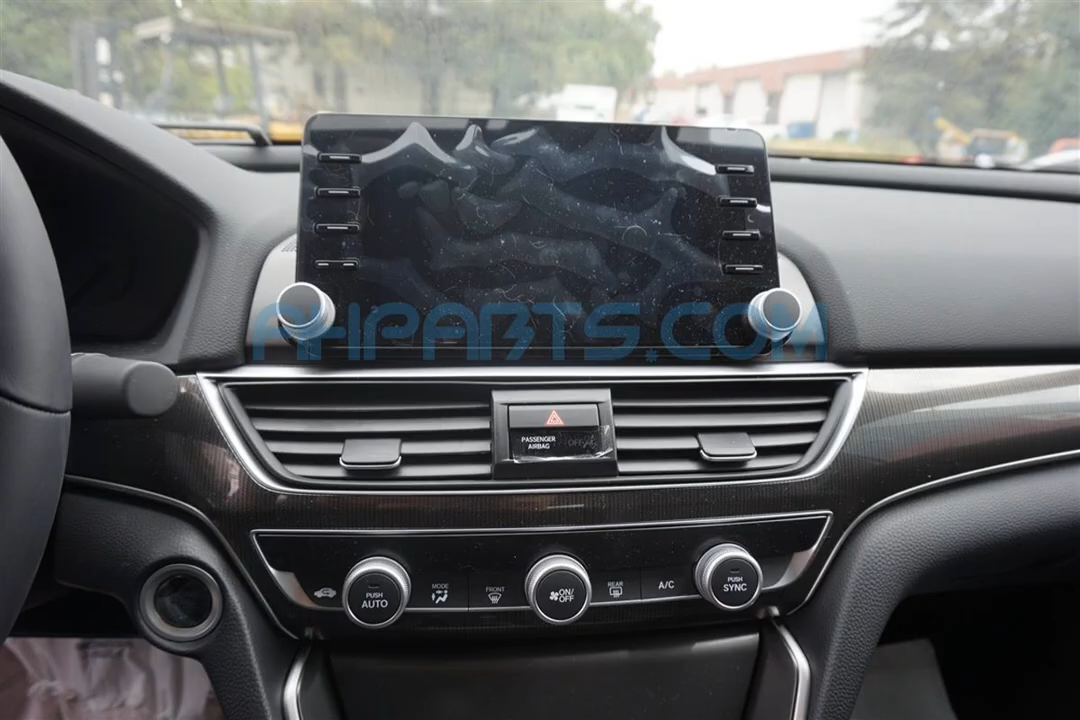 AHPARTS.COM
PASSENGER
AIRBAG
OFF
PUSH
AUTO
MODE
FRONT
ON/
OFF
REAR
A/C
PUSH
SYNC